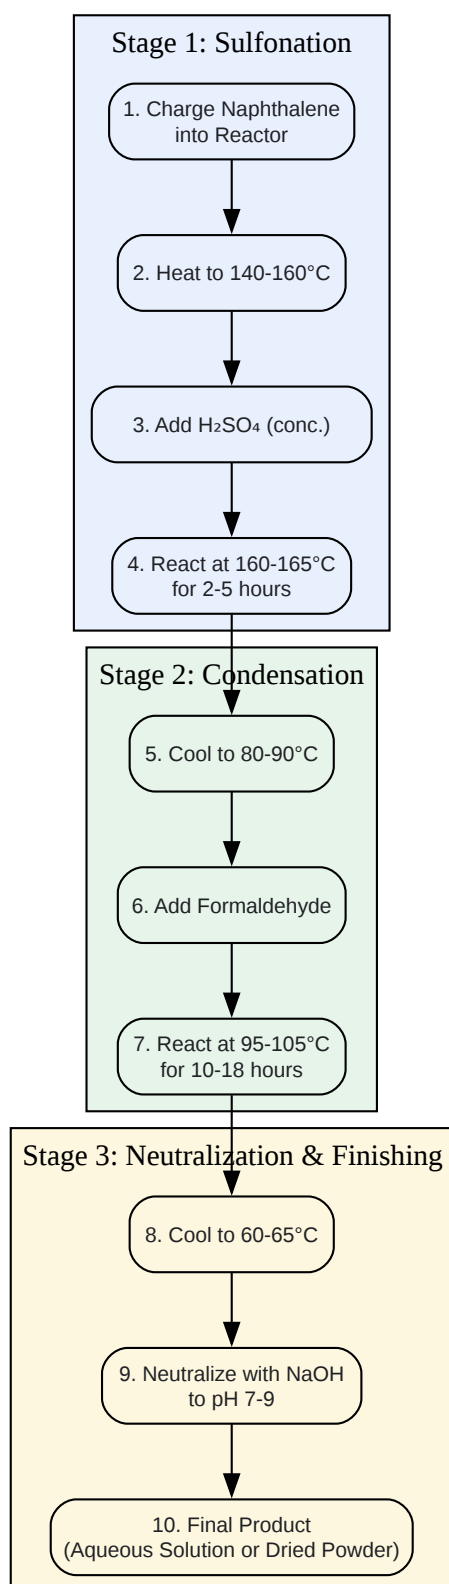 Stage 1: Sulfonation
1. Charge Naphthalene
into Reactor
2. Heat to 140-160°C
3. Add H₂SO₄ (conc.)
4. React at 160-165°C
for 2-5 hours
Stage 2: Condensation
5. Cool to 80-90°C
6. Add Formaldehyde
7. React at 95-105°C
for 10-18 hours
Stage 3: Neutralization & Finishing
8. Cool to 60-65°C
9. Neutralize with NaOH
to pH 7-9
10. Final Product
(Aqueous Solution or Dried Powder)